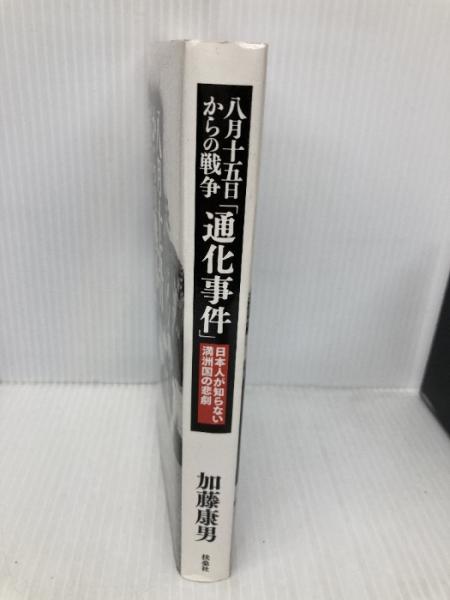 八月十五日
からの戦争
「通化事件」
日本人が知らない
満洲国の悲劇
加藤康男
扶桑社